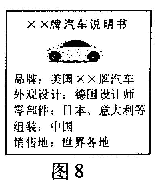 ××牌汽车说明书
品牌：美国××牌汽车
外观设计：德国设计师
零部件：日本、意大利等
组装：中国
销售地：世界各地
图8